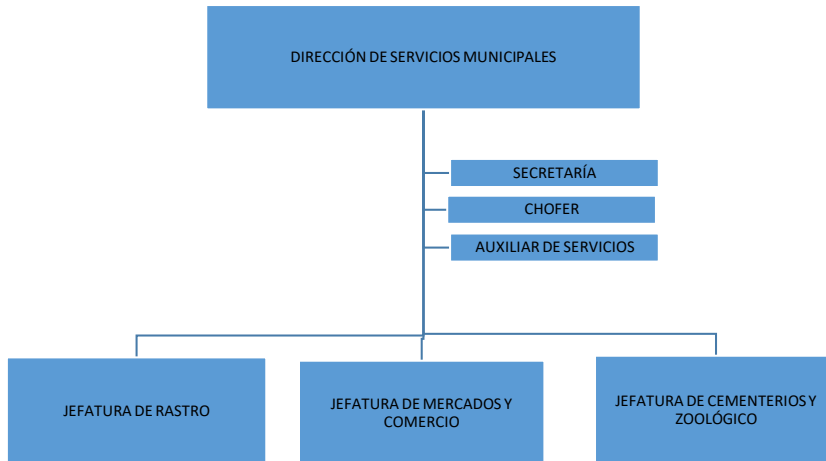 DIRECCIÓN DE SERVICIOS MUNICIPALES
SECRETARÍA
CHOFER
AUXILIAR DE SERVICIOS
JEFATURA DE RASTRO
JEFATURA DE MERCADOS Y
COMERCIO
JEFATURA DE CEMENTERIOS Y
ZOOLÓGICO